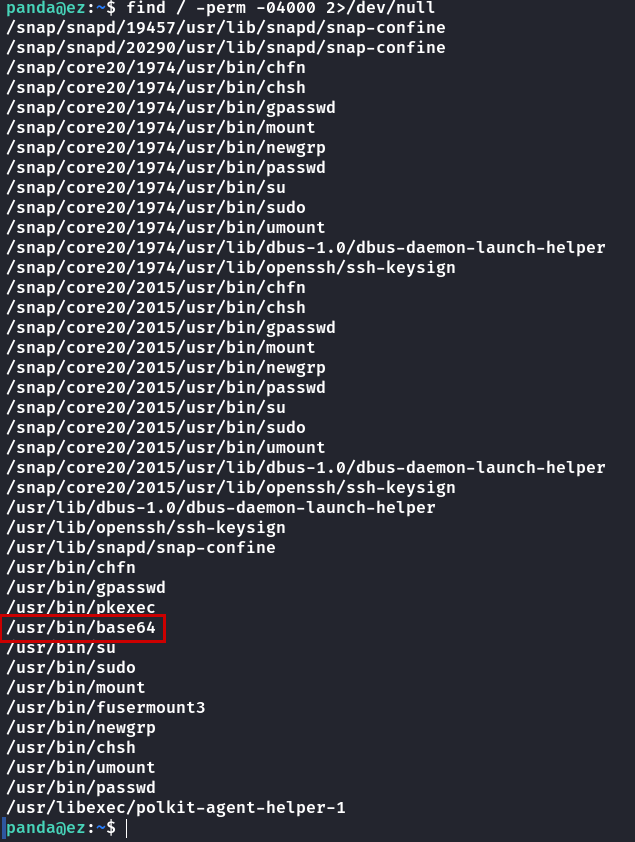 panda@ez:~$ find / -perm -04000 2>/dev/null
/snap/snapd/19457/usr/lib/snapd/snap-confine
/snap/snapd/20290/usr/lib/snapd/snap-confine
/snap/core20/1974/usr/bin/chfn
/snap/core20/1974/usr/bin/chsh
/snap/core20/1974/usr/bin/gpasswd
/snap/core20/1974/usr/bin/mount
/snap/core20/1974/usr/bin/newgrp
/snap/core20/1974/usr/bin/passwd
/snap/core20/1974/usr/bin/su
/snap/core20/1974/usr/bin/sudo
/snap/core20/1974/usr/bin/umount
/snap/core20/1974/usr/lib/dbus-1.0/dbus-daemon-launch-helper
/snap/core20/1974/usr/lib/openssh/ssh-keysign
/snap/core20/2015/usr/bin/chfn
/snap/core20/2015/usr/bin/chsh
/snap/core20/2015/usr/bin/gpasswd
/snap/core20/2015/usr/bin/mount
/snap/core20/2015/usr/bin/newgrp
/snap/core20/2015/usr/bin/passwd
/snap/core20/2015/usr/bin/su
/snap/core20/2015/usr/bin/sudo
/snap/core20/2015/usr/bin/umount
/snap/core20/2015/usr/lib/dbus-1.0/dbus-daemon-launch-helper
/snap/core20/2015/usr/lib/openssh/ssh-keysign
/usr/lib/dbus-1.0/dbus-daemon-launch-helper
/usr/lib/openssh/ssh-keysign
/usr/lib/snapd/snap-confine
/usr/bin/chfn
/usr/bin/gpasswd
/usr/bin/pkexec
/usr/bin/base64
/usr/bin/su
/usr/bin/sudo
/usr/bin/mount
/usr/bin/fusermount3
/usr/bin/newgrp
/usr/bin/chsh
/usr/bin/umount
/usr/bin/passwd
/usr/libexec/polkit-agent-helper-1
panda@ez:~$